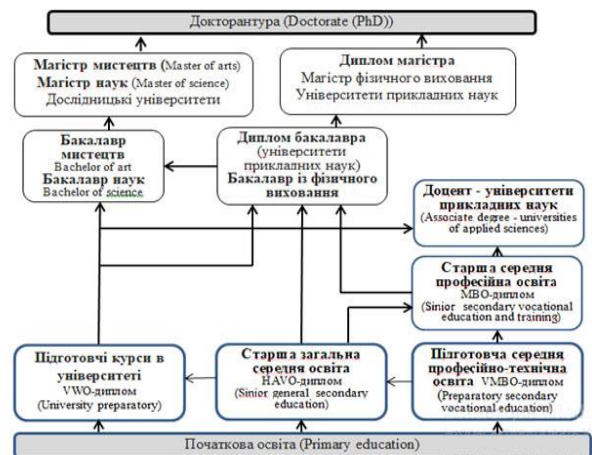 Докторантура (Doctorate (PhD))
Магістр мистецтв (Master of arts)
Магістр наук (Master of science)
Дослідницькі університети
Диплом магістра
Магістр фізичного виховання
Університети прикладних наук
Бакалавр
мистецтв
Bachelor of art
Бакалавр наук
Bachelor of science
Диплом бакалавра
(університети
прикладних наук)
Бакалавр із фізичного
виховання
Доцент - університети
прикладних наук
(Associate degree - universities
of applied sciences)
Старша середня
професійна освіта
МВО-диплом
(Sinior secondary vocational
education and training)
Підготовчі курси в
університеті
VWO-диплом
(University preparatory)
Старша загальна
середня освіта
HAVO-диплом
(Sinior general secondary
education)
Підготовча середня
професійно-технічна
освіта VMBO-диплом
(Preparatory secondary
vocational education)
Початкова освіта (Primary education)